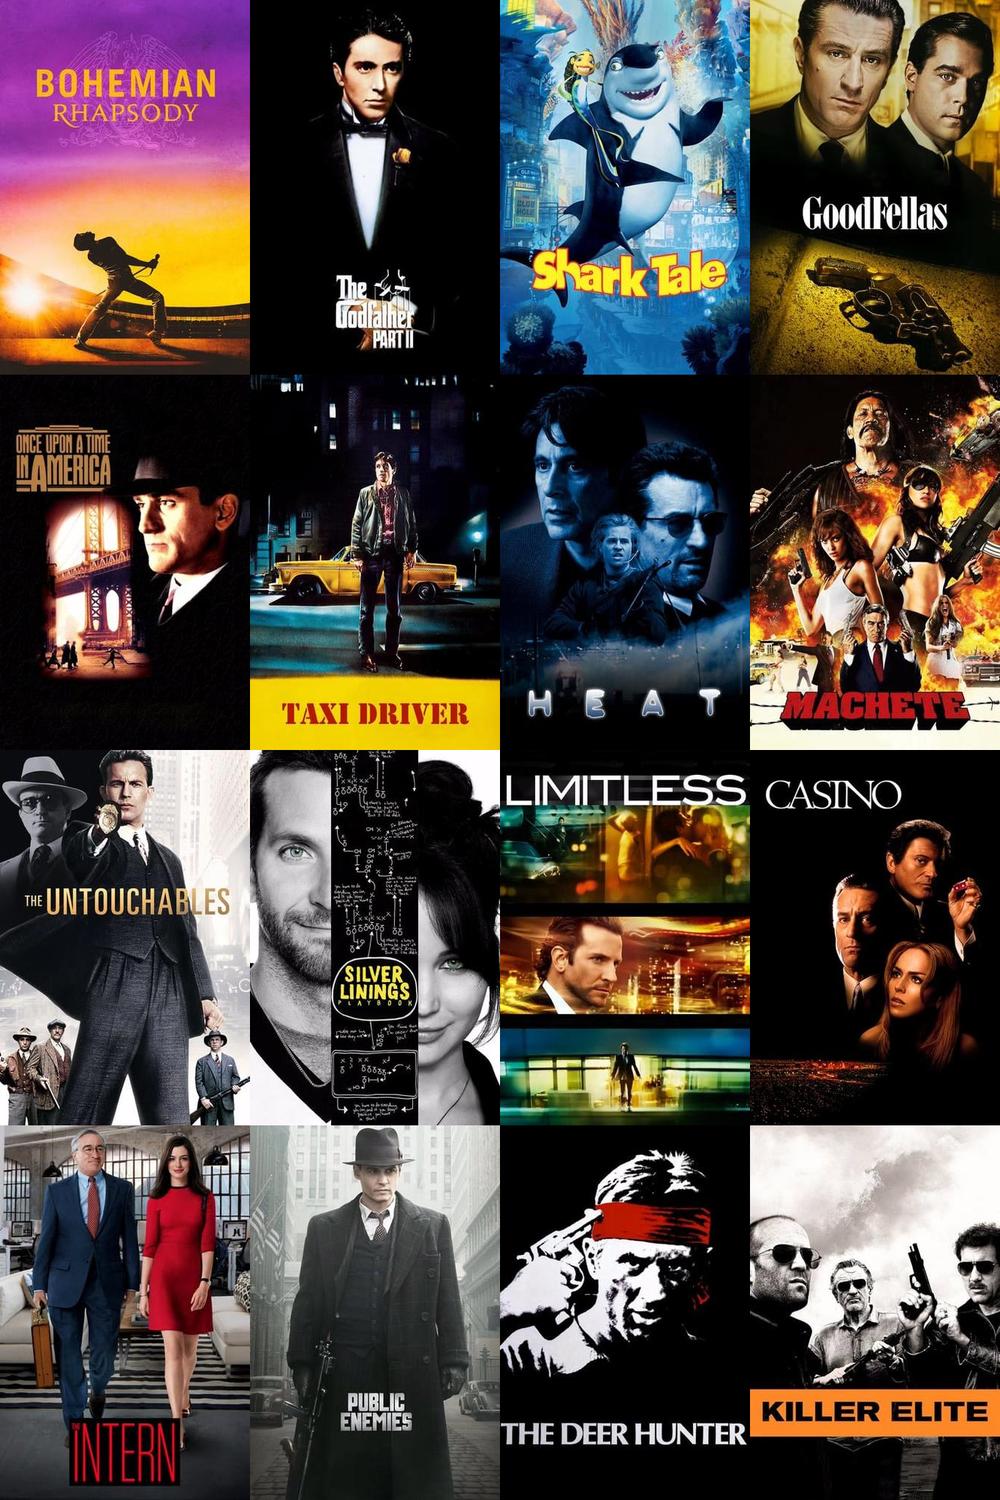 BOHEMIAN
RHAPSODY
The
Godfather
PART II
Shark Tale
GoodFellas
ONCE UPON A TIME
IN AMERICA
TAXI DRIVER
HEAT
MACHETE
THE UNTOUCHABLES
SILVER
LININGS
PLAYBOOK
LIMITLESS
CASINO
THE
INTERN
PUBLIC
ENEMIES
THE DEER HUNTER
KILLER ELITE